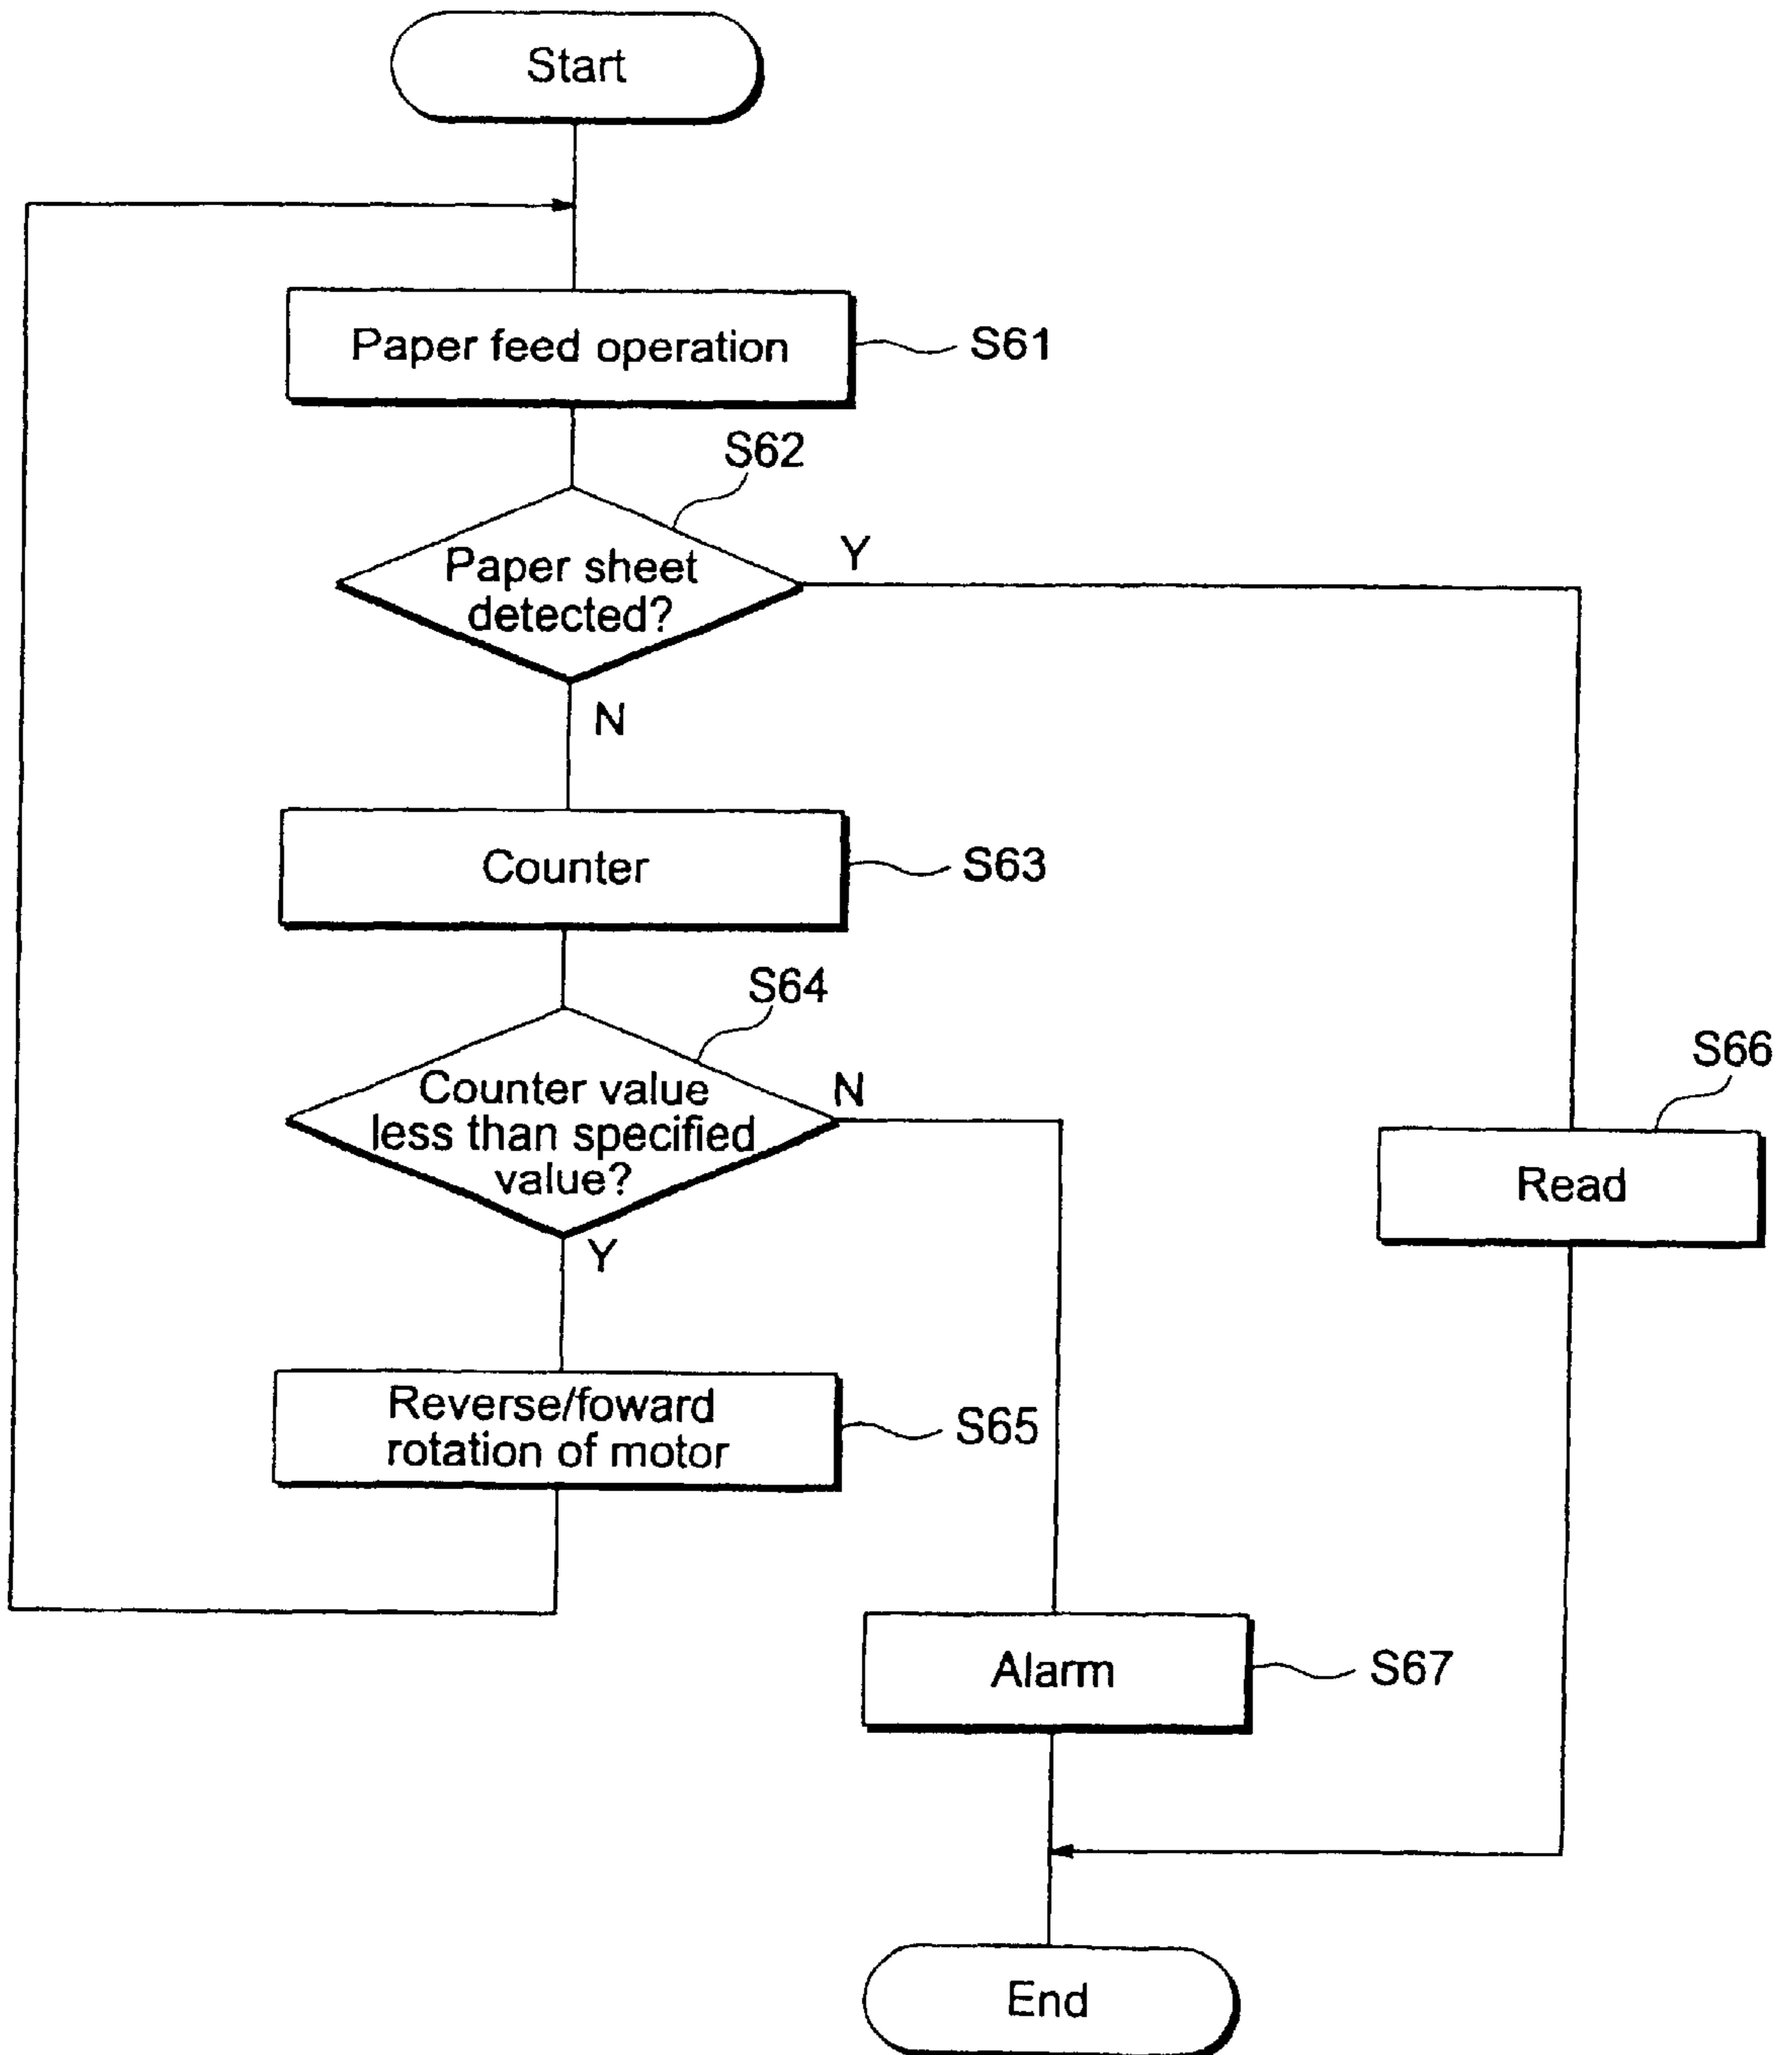 Start
Paper feed operation
S61
S62
Paper sheet
detected?
Y
N
Counter
S63
S64
Counter value
less than specified
value?
N
Y
S66
Read
Reverse/foward
rotation of motor
S65
Alarm
S67
End